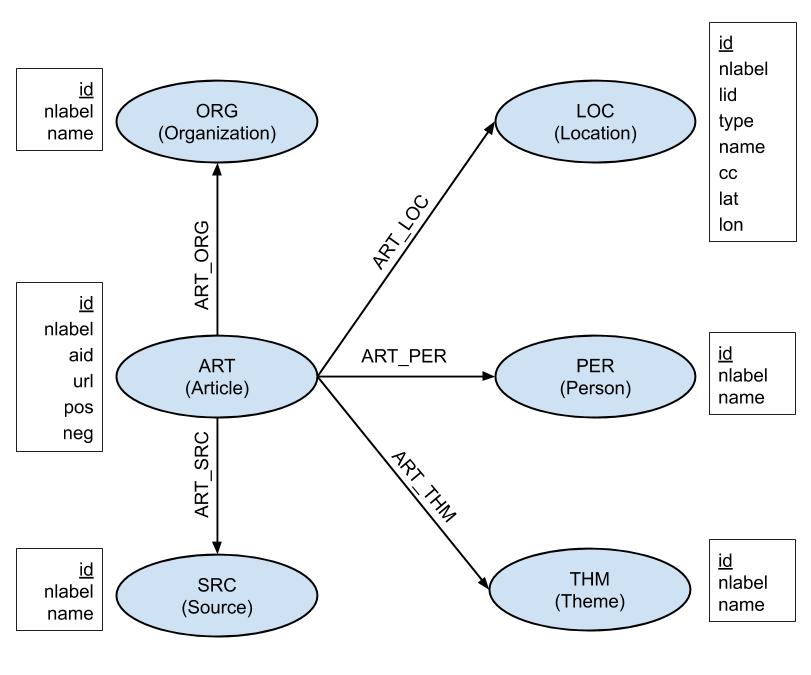 id
nlabel
name
ORG
(Organization)
LOC
(Location)
id
nlabel
lid
type
name
cc
lat
lon
ART_ORG
ART_LOC
id
nlabel
aid
url
pos
neg
ART
(Article)
ART_PER
PER
(Person)
id
nlabel
name
ART_SRC
ART_THM
id
nlabel
name
SRC
(Source)
THM
(Theme)
id
nlabel
name